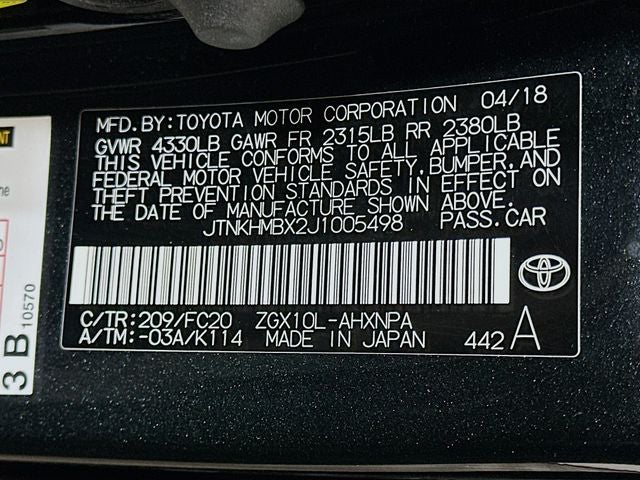 MFD.BY:TOYOTA MOTOR CORPORATION 04/18
GVWR 4330LB GAWR FR 2315LB RR 2380LB
THIS VEHICLE CONFORMS TO ALL APPLICABLE
FEDERAL MOTOR VEHICLE SAFETY,BUMPER,AND
THEFT PREVENTION STANDARDS IN EFFECT ON
THE DATE OF MANUFACTURE SHOWN ABOVE.
JTNKHMBX2J1005498 PASS.CAR
C/TR:209/FC20 ZGX10L-AHXNPA
A/TM:-03A/K114 MADE IN JAPAN 442 A
3 B 10570